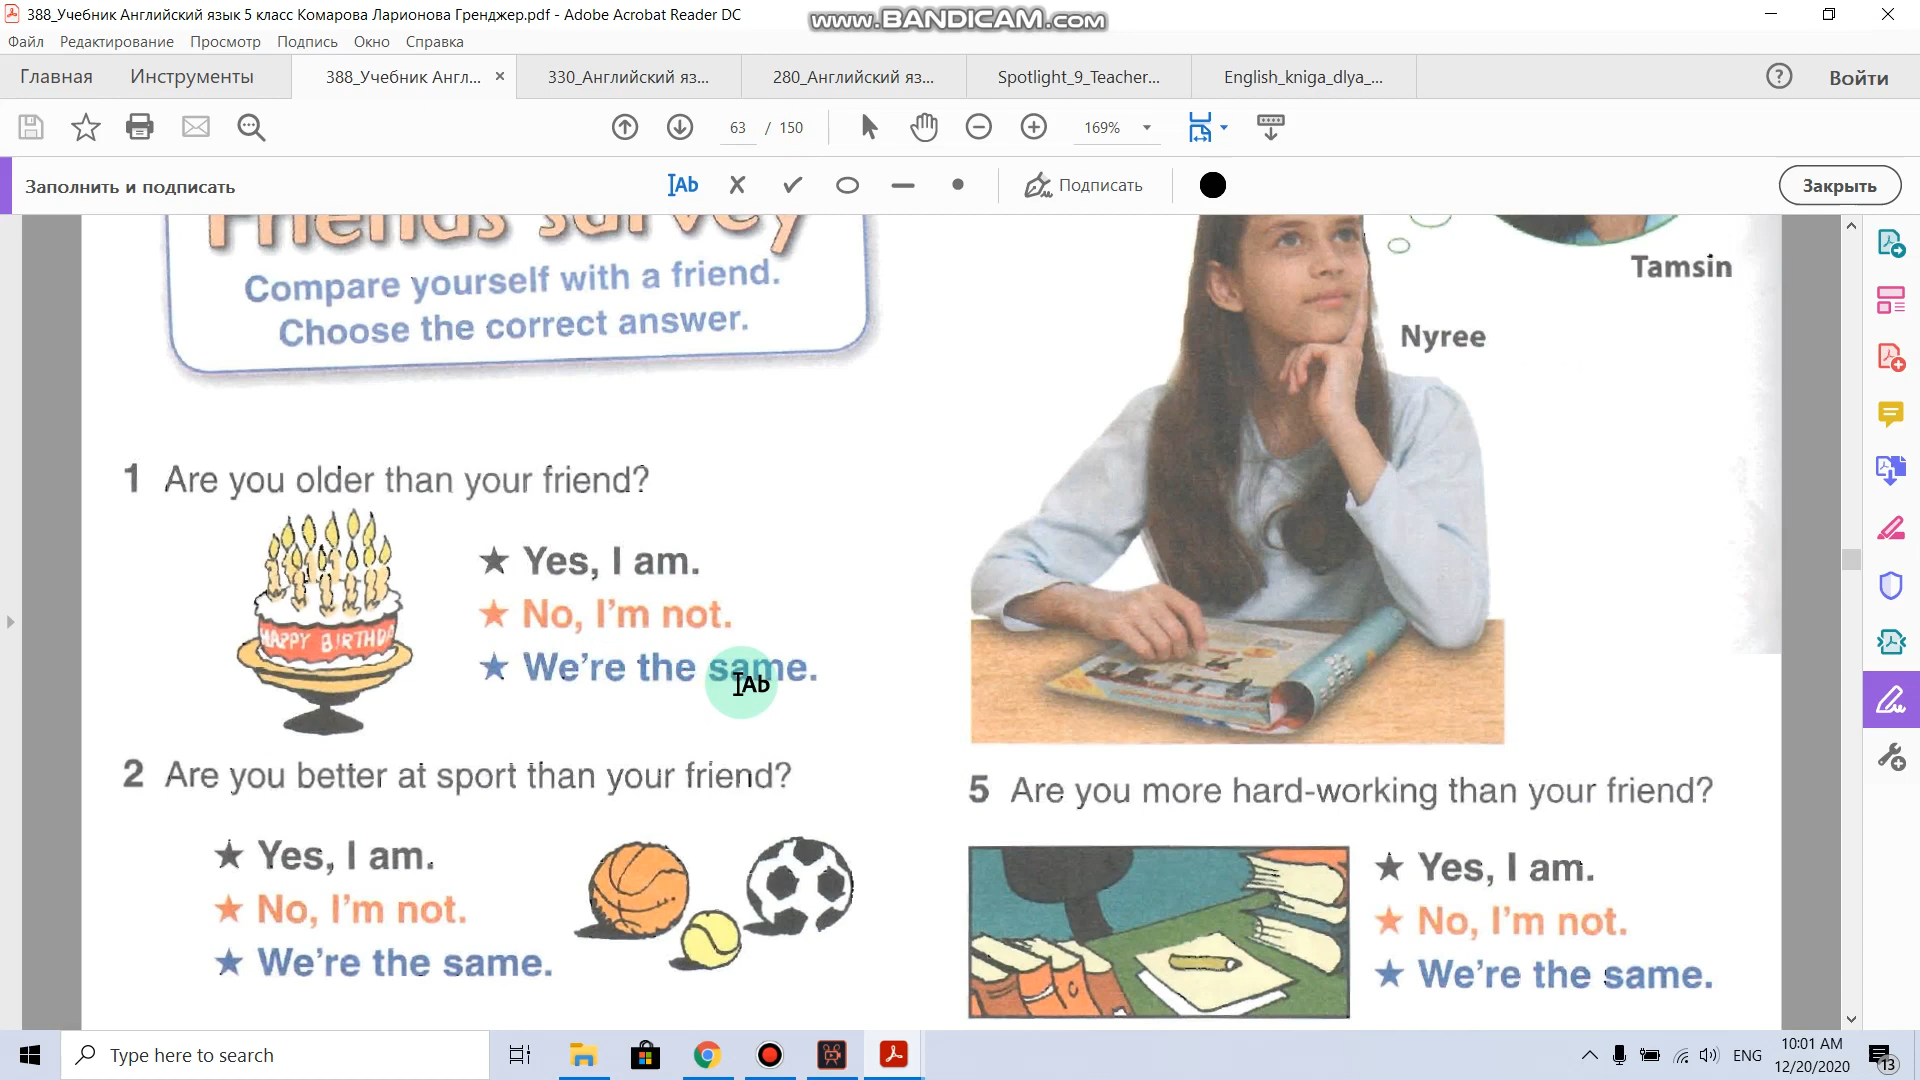 388_Учебник Английский язык 5 класс Комарова Ларионова Гренджер.pdf - Adobe Acrobat Reader DC
www.BANDICAM.com
Файл Редактирование Просмотр Подпись Окно Справка
Главная Инструменты 388_Учебник Англ... 330_Английский яз... 280_Английский яз... Spotlight_9_Teacher... English_kniga_dlya_... Войти
63 / 150 169%
Заполнить и подписать Подписать Закрыть
Friends survey
Compare yourself with a friend.
Choose the correct answer.
Tamsin
Nyree
1 Are you older than your friend?
HAPPY BIRTHDA
★ Yes, I am.
★ No, I'm not.
★ We're the same.
2 Are you better at sport than your friend?
★ Yes, I am.
★ No, I'm not.
★ We're the same.
5 Are you more hard-working than your friend?
★ Yes, I am.
★ No, I'm not.
★ We're the same.
Type here to search
ENG
10:01 AM
12/20/2020
13